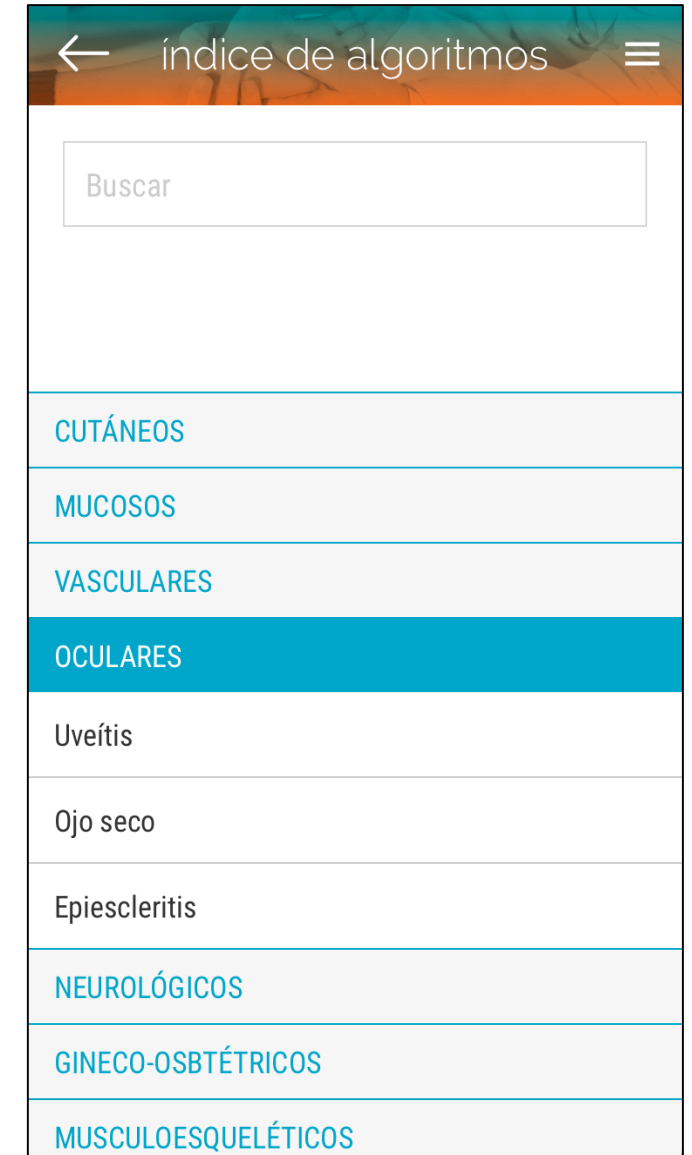 índice de algoritmos
Buscar
CUTÁNEOS
MUCOSOS
VASCULARES
OCULARES
Uveítis
Ojo seco
Epiescleritis
NEUROLÓGICOS
GINECO-OSBTÉTRICOS
MUSCULOESQUELÉTICOS